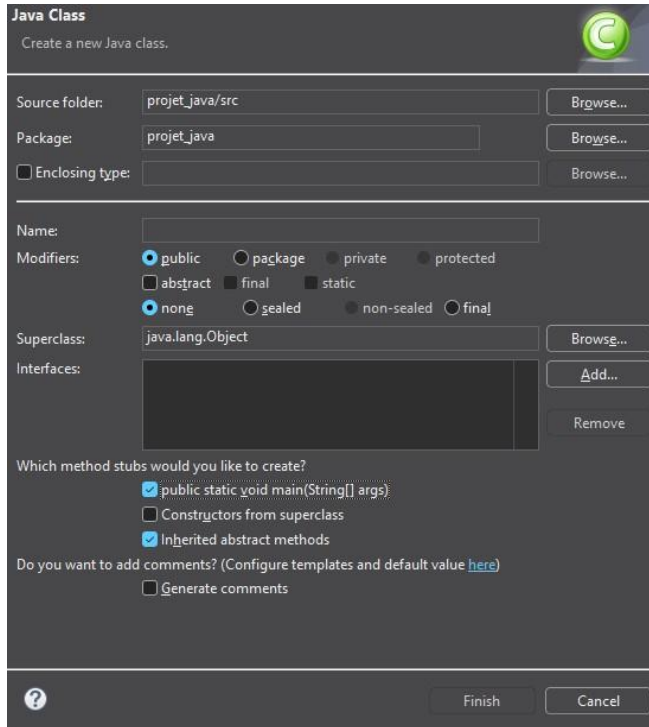 Java Class
Create a new Java class.
Source folder: projet_java/src Browse...
Package: projet_java Browse...
Enclosing type: Browse...
Name:
Modifiers: public package private protected
abstract final static
none sealed non-sealed final
Superclass: java.lang.Object Browse...
Interfaces: Add...
Remove
Which method stubs would you like to create?
public static void main(String[] args)
Constructors from superclass
Inherited abstract methods
Do you want to add comments? (Configure templates and default value here)
Generate comments
? Finish Cancel